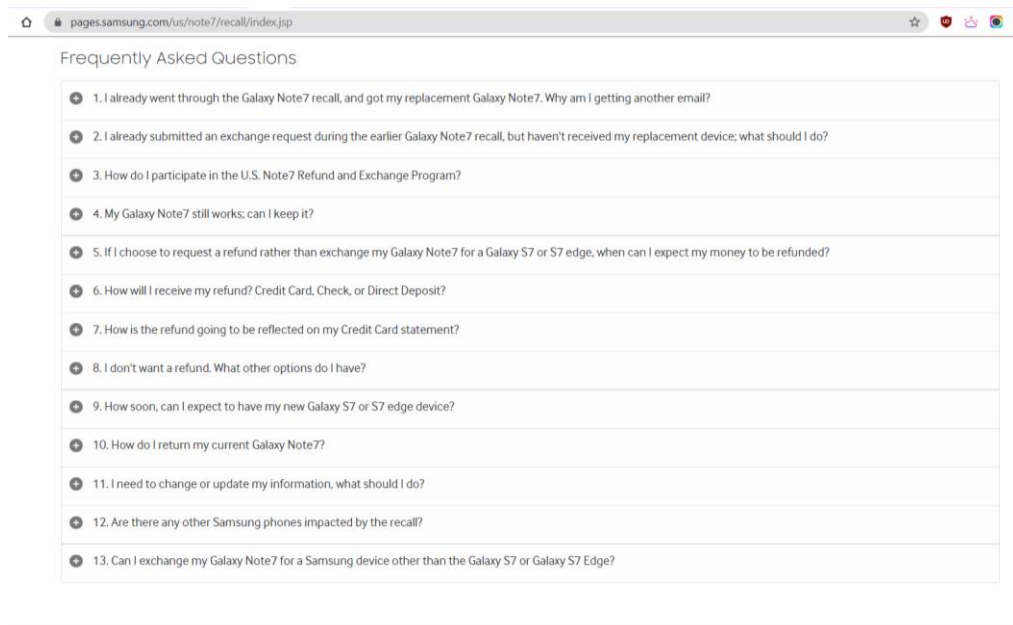 pages.samsung.com/us/note7/recall/index.jsp
Frequently Asked Questions
1. I already went through the Galaxy Note7 recall, and got my replacement Galaxy Note7. Why am I getting another email?
2. I already submitted an exchange request during the earlier Galaxy Note7 recall, but haven't received my replacement device; what should I do?
3. How do I participate in the U.S. Note7 Refund and Exchange Program?
4. My Galaxy Note7 still works; can I keep it?
5. If I choose to request a refund rather than exchange my Galaxy Note7 for a Galaxy S7 or S7 edge, when can I expect my money to be refunded?
6. How will I receive my refund? Credit Card, Check, or Direct Deposit?
7. How is the refund going to be reflected on my Credit Card statement?
8. I don't want a refund. What other options do I have?
9. How soon, can I expect to have my new Galaxy S7 or S7 edge device?
10. How do I return my current Galaxy Note7?
11. I need to change or update my information, what should I do?
12. Are there any other Samsung phones impacted by the recall?
13. Can I exchange my Galaxy Note7 for a Samsung device other than the Galaxy S7 or Galaxy S7 Edge?